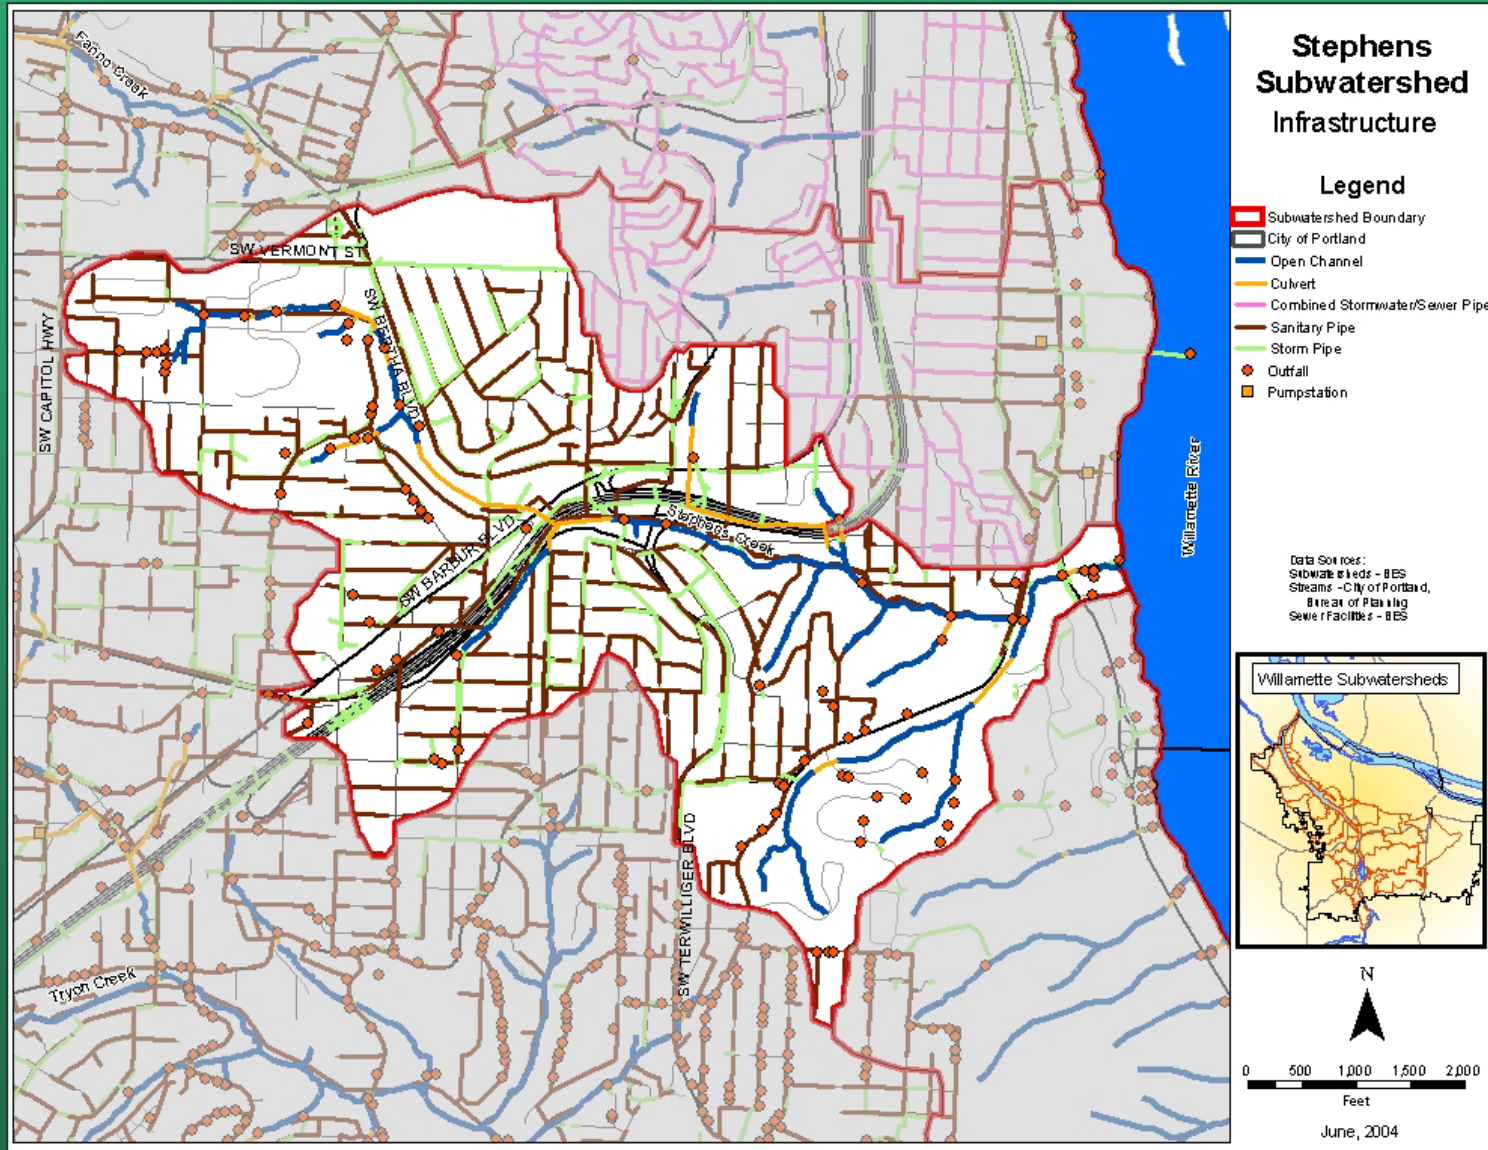 Stephens
Subwatershed
Infrastructure
Legend
Subwatershed Boundary
City of Portland
Open Channel
Culvert
Combined Stormwater/Sewer Pipe
Sanitary Pipe
Storm Pipe
Outfall
Pumpstation
Fanno Creek
SW VERMONT ST
SW BERTHA BLVD
SW CAPITOL HWY
SW BARBUR BLVD
Stephens Creek
Willamette River
SW TERWILLIGER BLVD
Tryon Creek
Data Sources:
Subwatersheds - BES
Streams - City of Portland,
Bureau of Planning
Sewer Facilities - BES
Willamette Subwatersheds
N
0 500 1,000 1,500 2,000
Feet
June, 2004